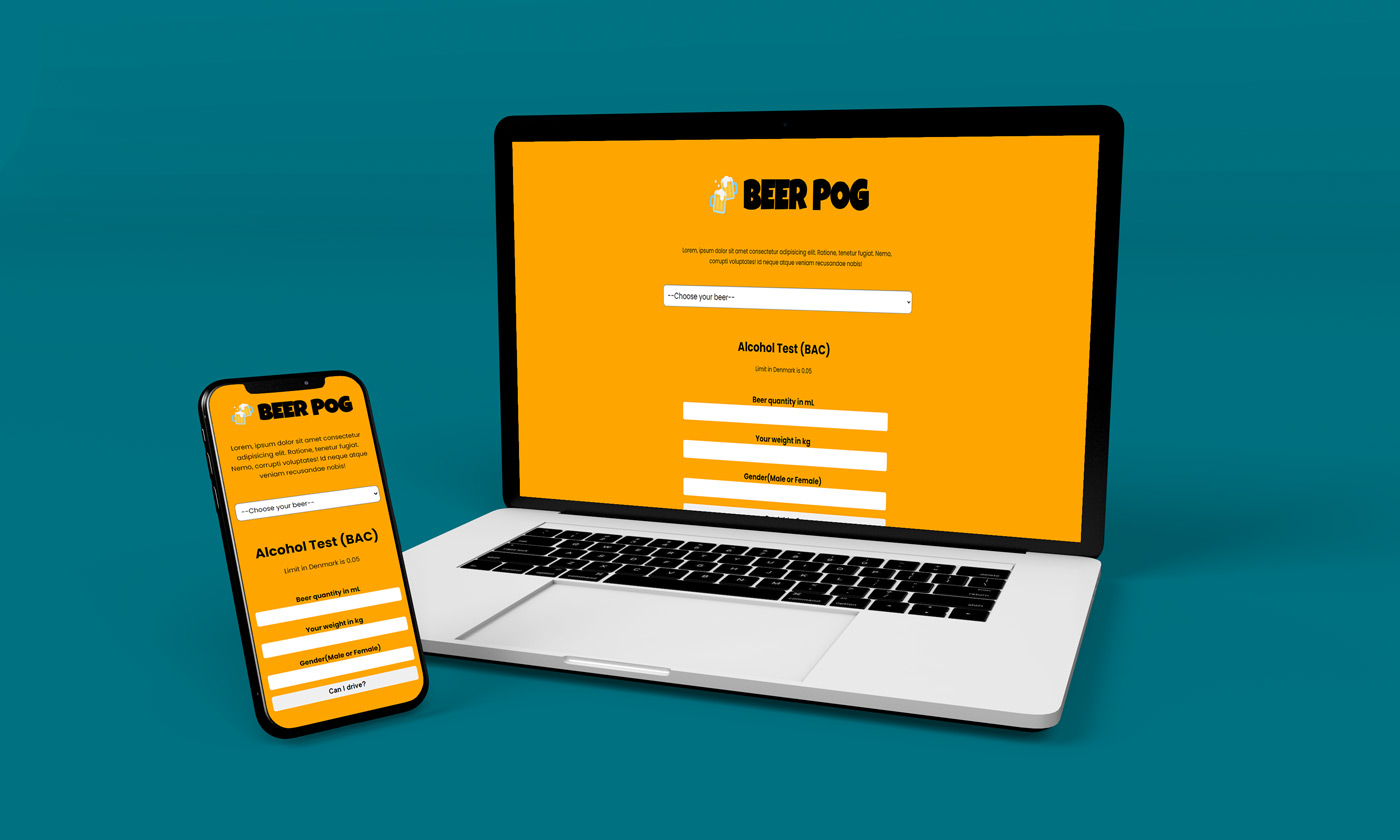 BEER POG
Lorem, ipsum dolor sit amet consectetur
adipisicing elit. Ratione, tenetur fugiat.
Nemo, corrupti voluptates! Id neque atque
veniam recusandae nobis!
--Choose your beer--
Alcohol Test (BAC)
Limit in Denmark is 0.05
Beer quantity in mL
Your weight in kg
Gender(Male or Female)
Can I drive?
BEER POG
Lorem, ipsum dolor sit amet consectetur adipisicing elit. Ratione, tenetur fugiat. Nemo,
corrupti voluptates! Id neque atque veniam recusandae nobis!
--Choose your beer--
Alcohol Test (BAC)
Limit in Denmark is 0.05
Beer quantity in mL
Your weight in kg
Gender(Male or Female)